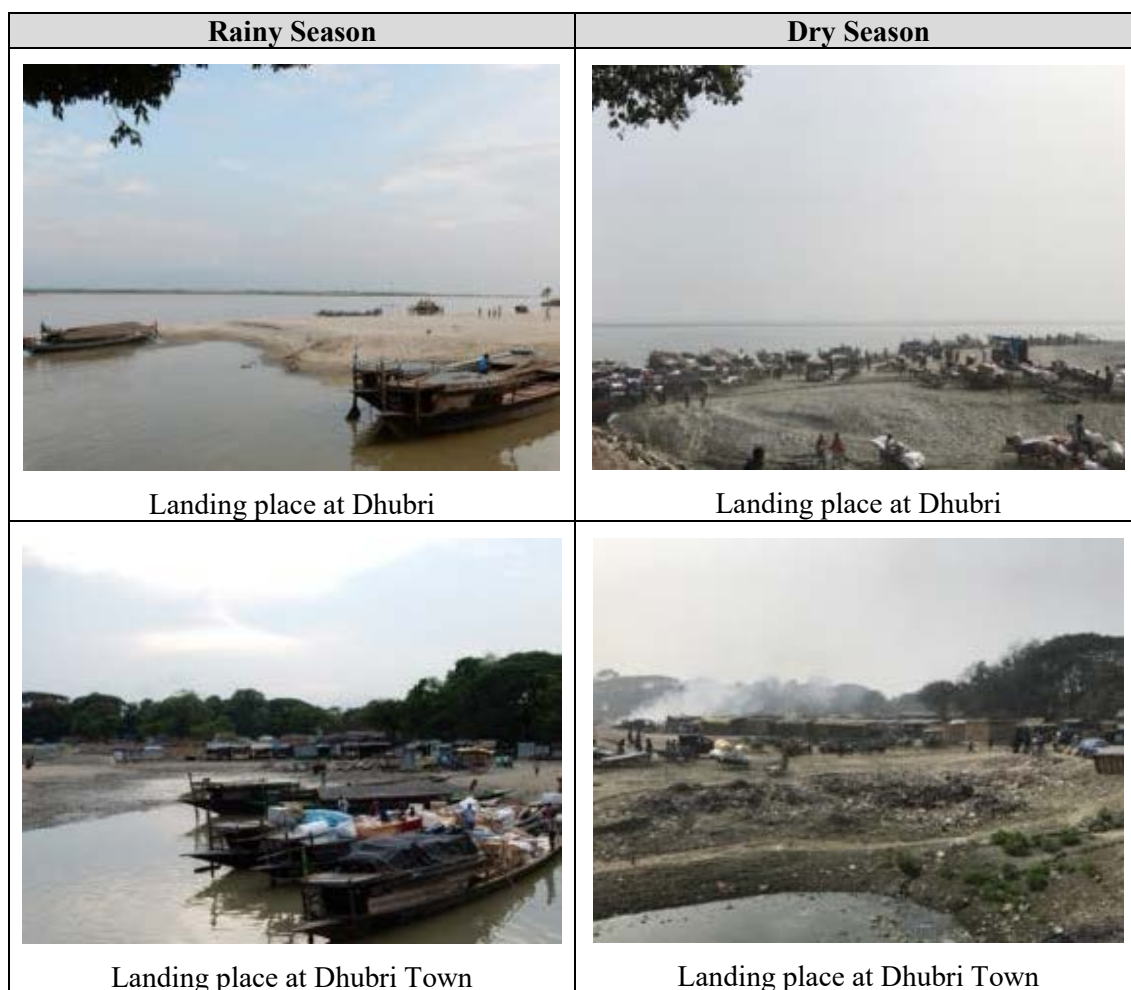 Rainy Season
Dry Season
Landing place at Dhubri
Landing place at Dhubri
Landing place at Dhubri Town
Landing place at Dhubri Town